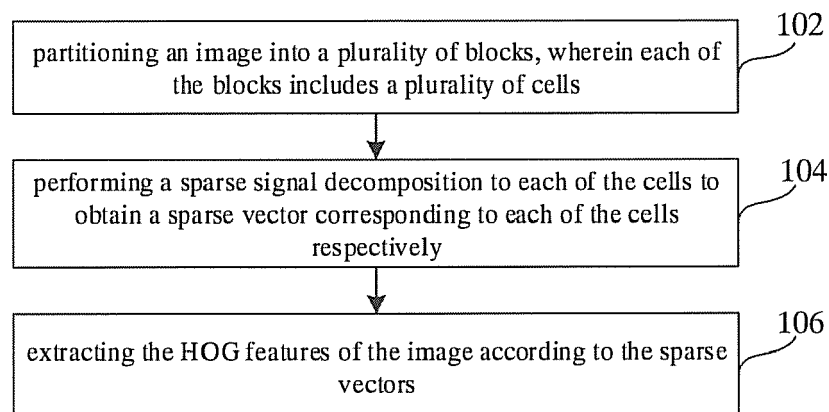 102
partitioning an image into a plurality of blocks, wherein each of
the blocks includes a plurality of cells
104
performing a sparse signal decomposition to each of the cells to
obtain a sparse vector corresponding to each of the cells
respectively
106
extracting the HOG features of the image according to the sparse
vectors